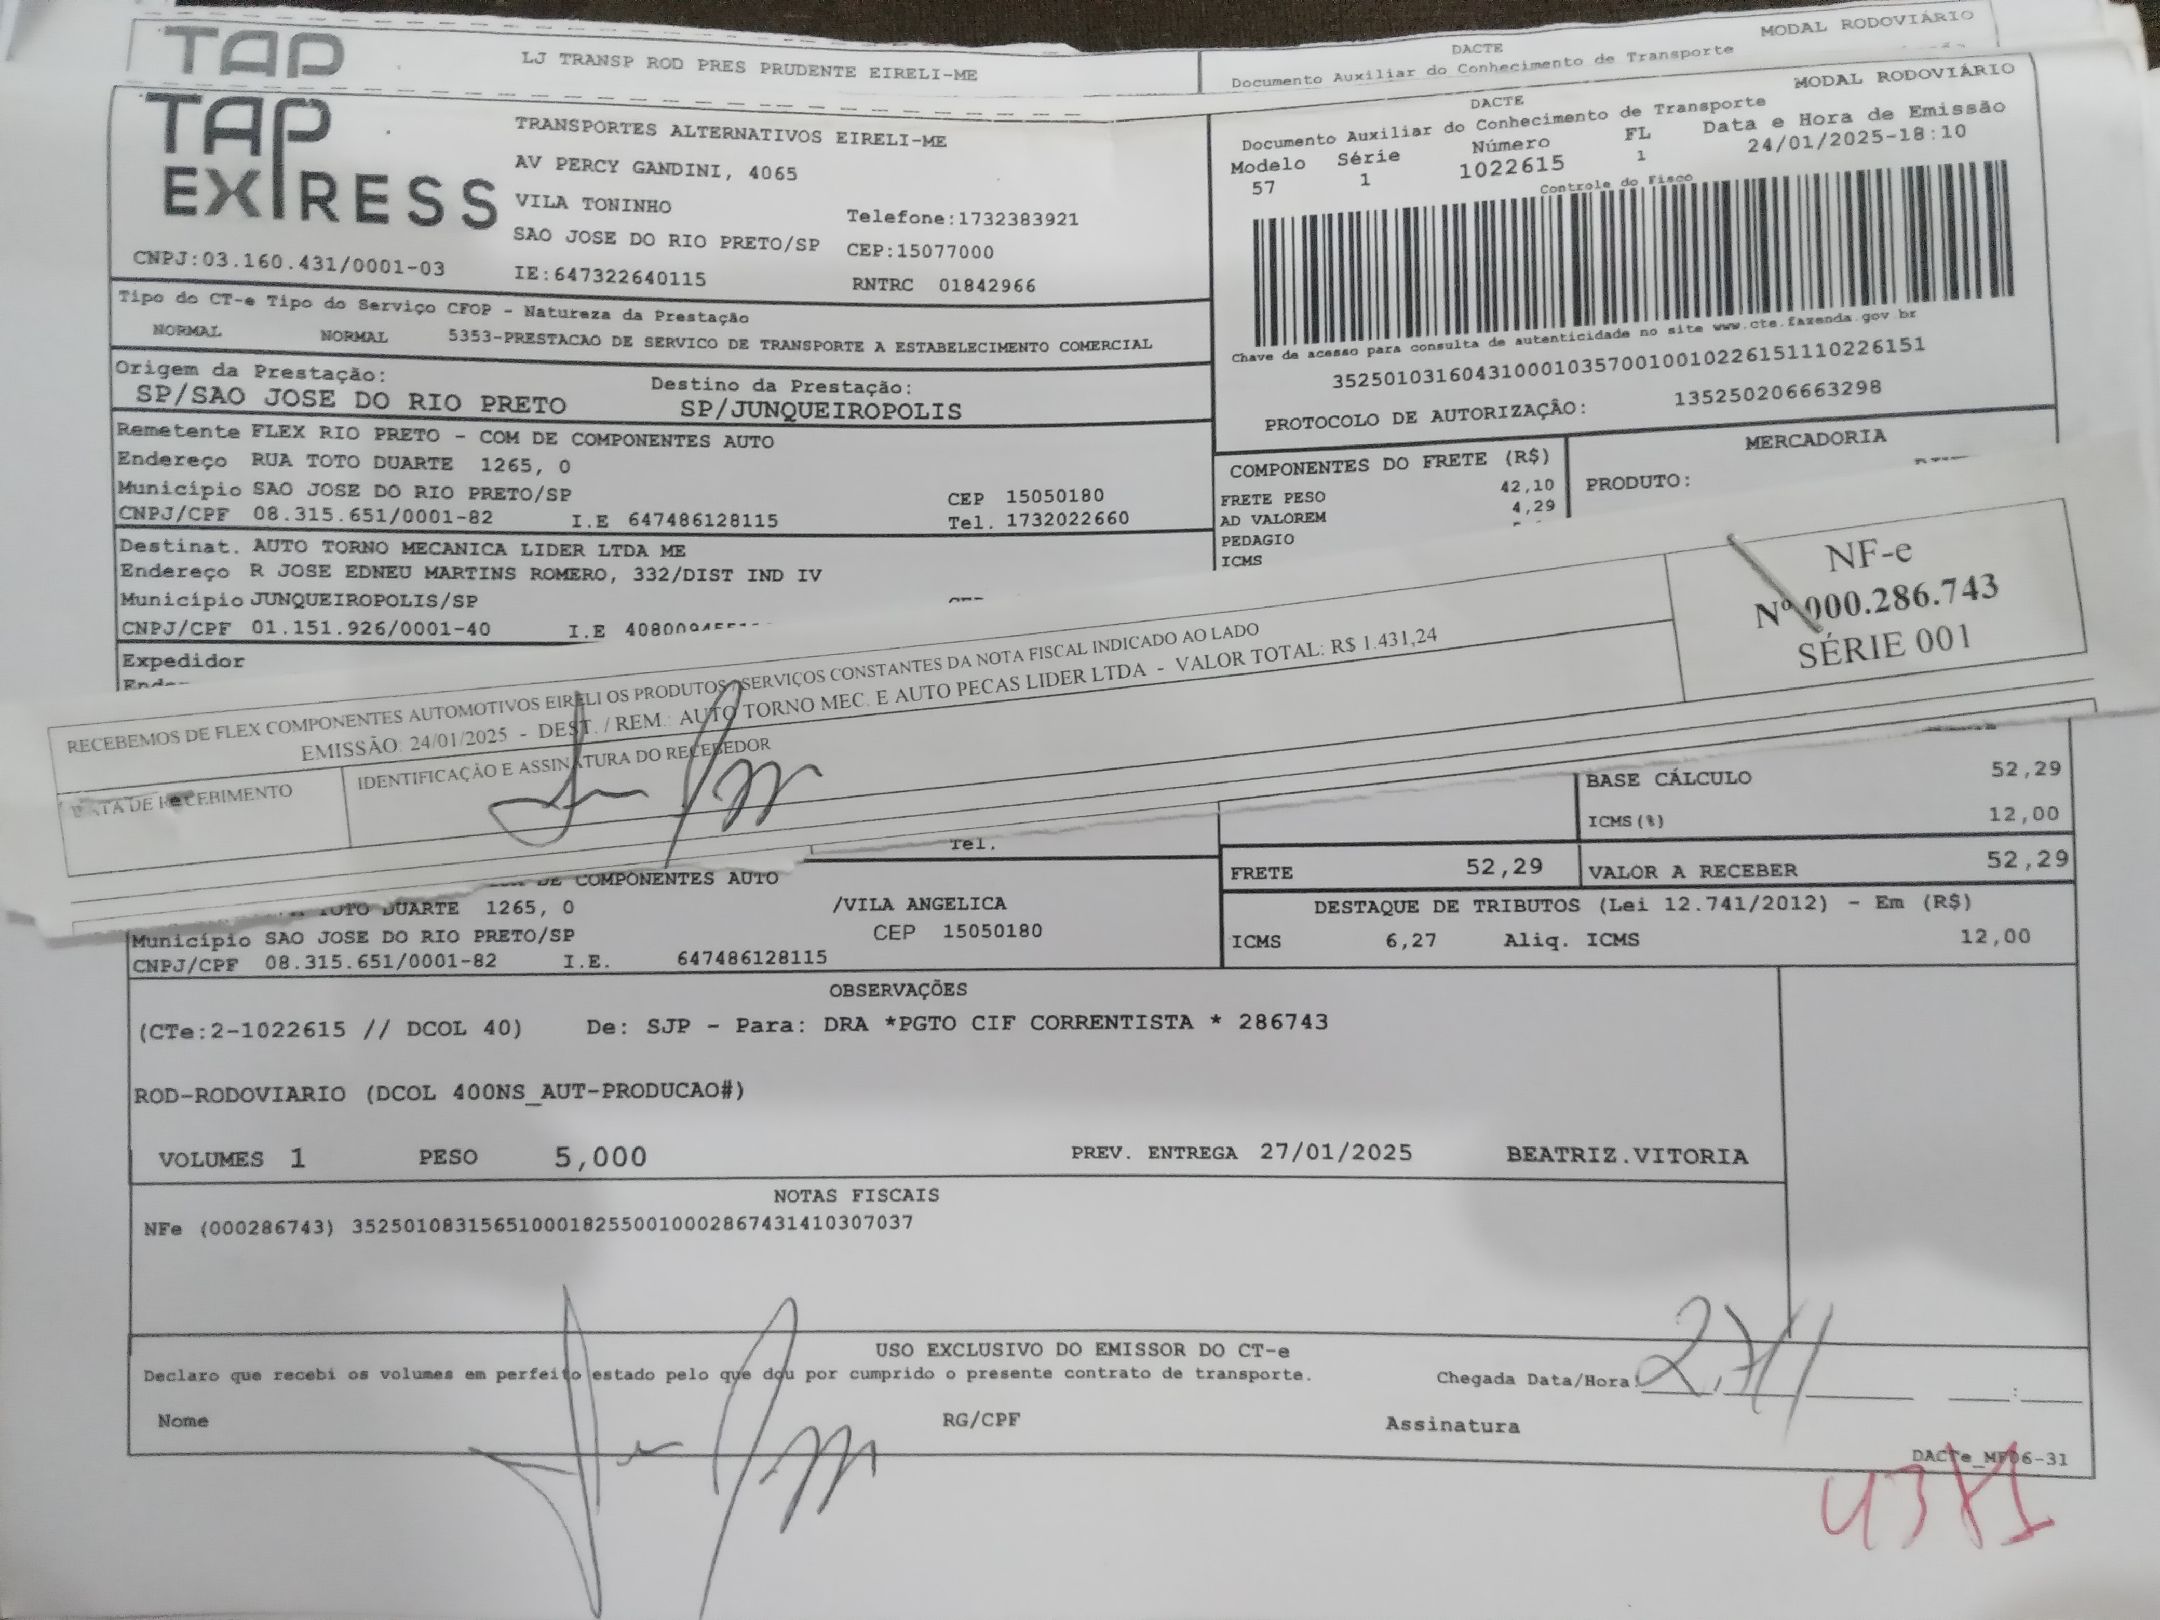 TAP
LJ TRANSP ROD PRES PRUDENTE EIRELI-ME
DACTE
MODAL RODOVIÁRIO
Documento Auxiliar do Conhecimento de Transporte
TAP EXPRESS
CNPJ:03.160.431/0001-03
TRANSPORTES ALTERNATIVOS EIRELI-ME
AV PERCY GANDINI, 4065
VILA TONINHO
Telefone:1732383921
SAO JOSE DO RIO PRETO/SP CEP:15077000
IE:647322640115 RNTRC 01842966
DACTE
MODAL RODOVIÁRIO
Documento Auxiliar do Conhecimento de Transporte
Modelo Série Número FL Data e Hora de Emissão
57 1 1022615 1 24/01/2025-18:10
Controle do Fisco
Chave de acesso para consulta de autenticidade no site www.cte.fazenda.gov.br
35250103160431000103570010010226151110226151
PROTOCOLO DE AUTORIZAÇÃO: 135250206663298
Tipo do CT-e Tipo do Serviço CFOP - Natureza da Prestação
NORMAL NORMAL 5353-PRESTACAO DE SERVICO DE TRANSPORTE A ESTABELECIMENTO COMERCIAL
Origem da Prestação: Destino da Prestação:
SP/SAO JOSE DO RIO PRETO SP/JUNQUEIROPOLIS
Remetente FLEX RIO PRETO - COM DE COMPONENTES AUTO
Endereço RUA TOTO DUARTE 1265, 0
Município SAO JOSE DO RIO PRETO/SP CEP 15050180
CNPJ/CPF 08.315.651/0001-82 I.E 647486128115 Tel. 1732022660
COMPONENTES DO FRETE (R$)
FRETE PESO 42,10
AD VALOREM 4,29
PEDAGIO
ICMS
MERCADORIA
PRODUTO:
Destinat. AUTO TORNO MECANICA LIDER LTDA ME
Endereço R JOSE EDNEU MARTINS ROMERO, 332/DIST IND IV
Município JUNQUEIROPOLIS/SP
CNPJ/CPF 01.151.926/0001-40 I.E
Expedidor
RECEBEMOS DE FLEX COMPONENTES AUTOMOTIVOS EIRELI OS PRODUTOS / SERVIÇOS CONSTANTES DA NOTA FISCAL INDICADO AO LADO
EMISSÃO: 24/01/2025 - DEST. / REM.: AUTO TORNO MEC. E AUTO PECAS LIDER LTDA - VALOR TOTAL: R$ 1.431,24
DATA DE RECEBIMENTO
IDENTIFICAÇÃO E ASSINATURA DO RECEBEDOR
NF-e
Nº 000.286.743
SÉRIE 001
BASE CÁLCULO 52,29
ICMS(%) 12,00
FRETE 52,29 VALOR A RECEBER 52,29
DESTAQUE DE TRIBUTOS (Lei 12.741/2012) - Em (R$)
ICMS 6,27 Aliq. ICMS 12,00
Tel.
DE COMPONENTES AUTO
TOTO DUARTE 1265, 0 /VILA ANGELICA
Município SAO JOSE DO RIO PRETO/SP CEP 15050180
CNPJ/CPF 08.315.651/0001-82 I.E. 647486128115
OBSERVAÇÕES
(CTe:2-1022615 // DCOL 40) De: SJP - Para: DRA *PGTO CIF CORRENTISTA * 286743
ROD-RODOVIARIO (DCOL 400NS_AUT-PRODUCAO#)
VOLUMES 1 PESO 5,000 PREV. ENTREGA 27/01/2025 BEATRIZ.VITORIA
NOTAS FISCAIS
NFe (000286743) 35250108315651000182550010002867431410307037
USO EXCLUSIVO DO EMISSOR DO CT-e
Declaro que recebi os volumes em perfeito estado pelo que dou por cumprido o presente contrato de transporte.
Chegada Data/Hora: 27/1/
Nome RG/CPF Assinatura
DACTe_MF06-31